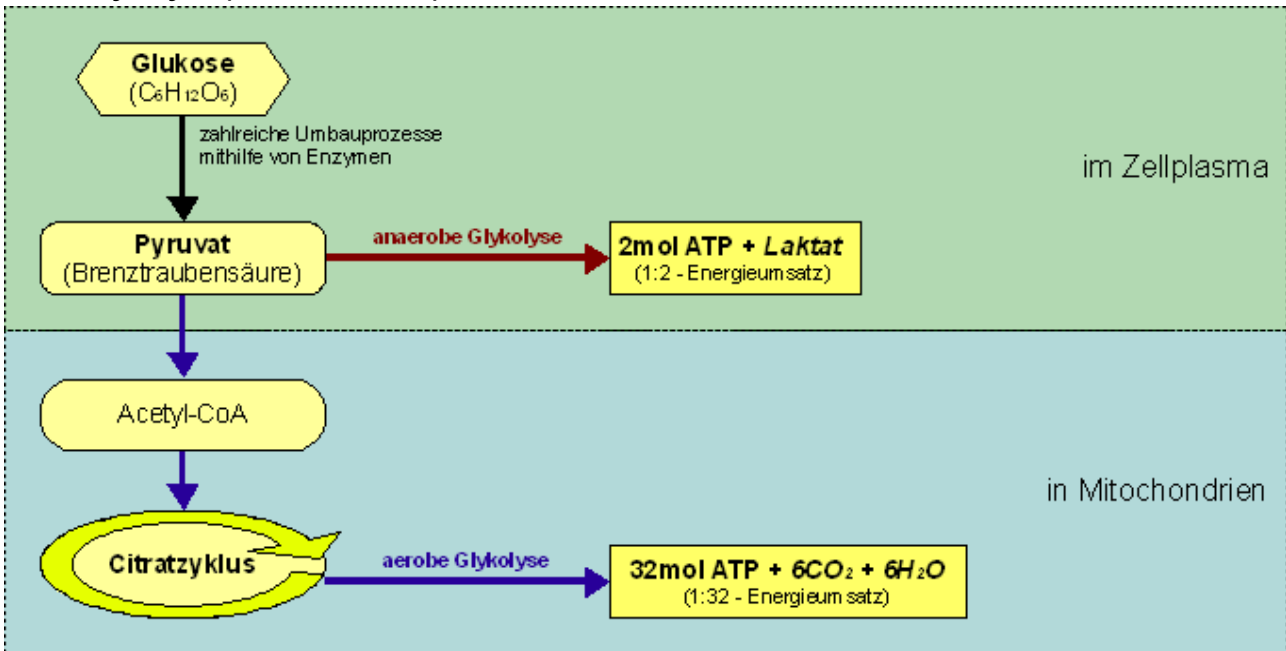 Glukose
(C₆H₁₂O₆)
zahlreiche Umbauprozesse
mithilfe von Enzymen
im Zellplasma
Pyruvat
(Brenztraubensäure)
anaerobe Glykolyse
2mol ATP + Laktat
(1:2 - Energieumsatz)
Acetyl-CoA
in Mitochondrien
Citratzyklus
aerobe Glykolyse
32mol ATP + 6CO₂ + 6H₂O
(1:32 - Energieumsatz)